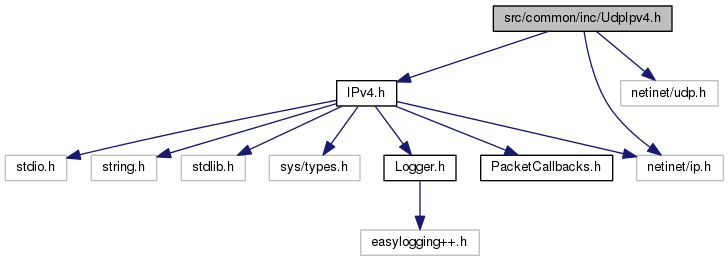 src/common/inc/UdpIpv4.h
IPv4.h
netinet/udp.h
stdio.h
string.h
stdlib.h
sys/types.h
Logger.h
PacketCallbacks.h
netinet/ip.h
easylogging++.h